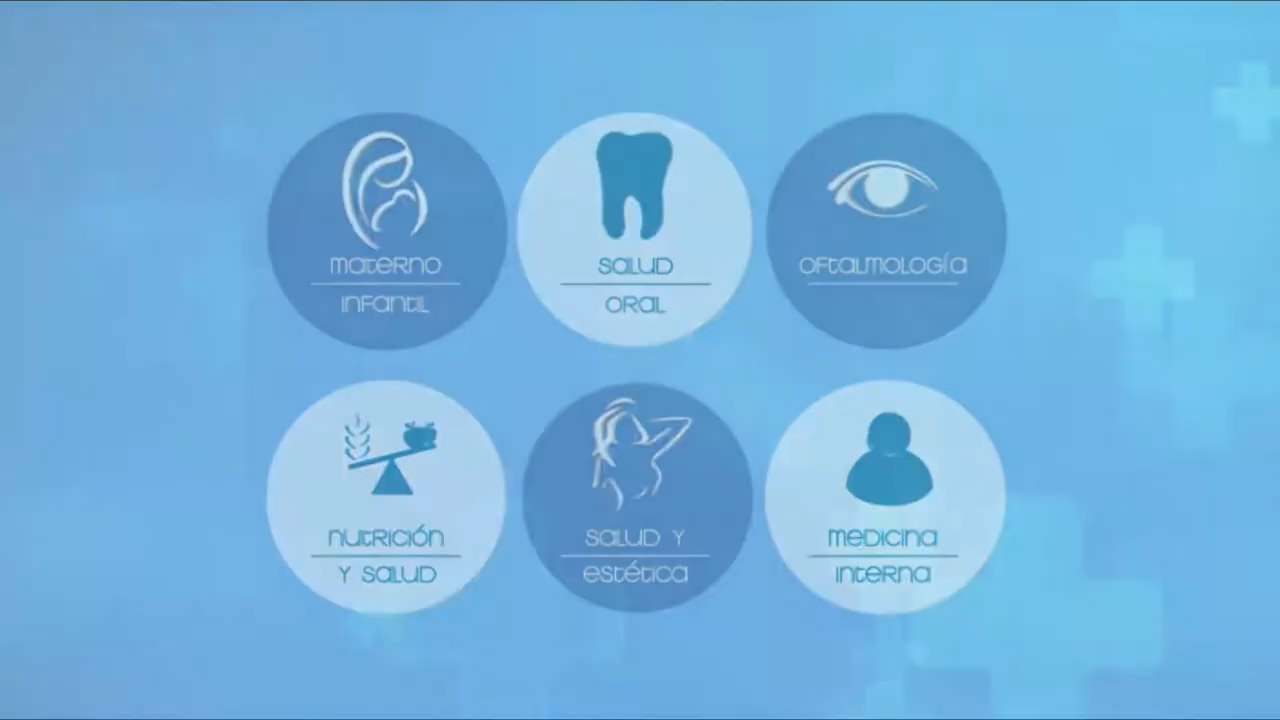 MATERNO
INFANTIL
SALUD
ORAL
OFTALMOLOGÍA
NUTRICIÓN
Y SALUD
SALUD Y
ESTÉTICA
MEDICINA
INTERNA